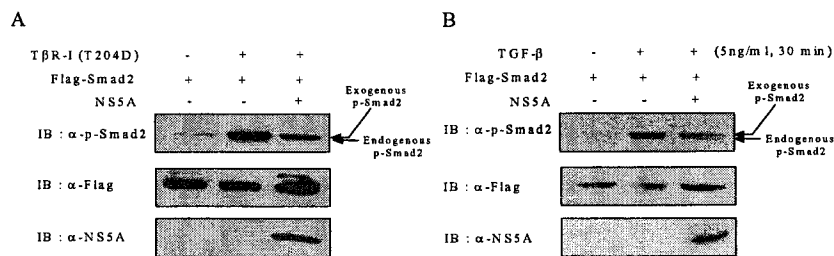 A
TβR-I (T204D) - + +
Flag-Smad2 + + +
NS5A - - +
Exogenous
p-Smad2
IB : α-p-Smad2
Endogenous
p-Smad2
IB : α-Flag
IB : α-NS5A
B
TGF-β - + + (5ng/ml, 30 min)
Flag-Smad2 + + +
NS5A - - +
Exogenous
p-Smad2
IB : α-p-Smad2
Endogenous
p-Smad2
IB : α-Flag
IB : α-NS5A